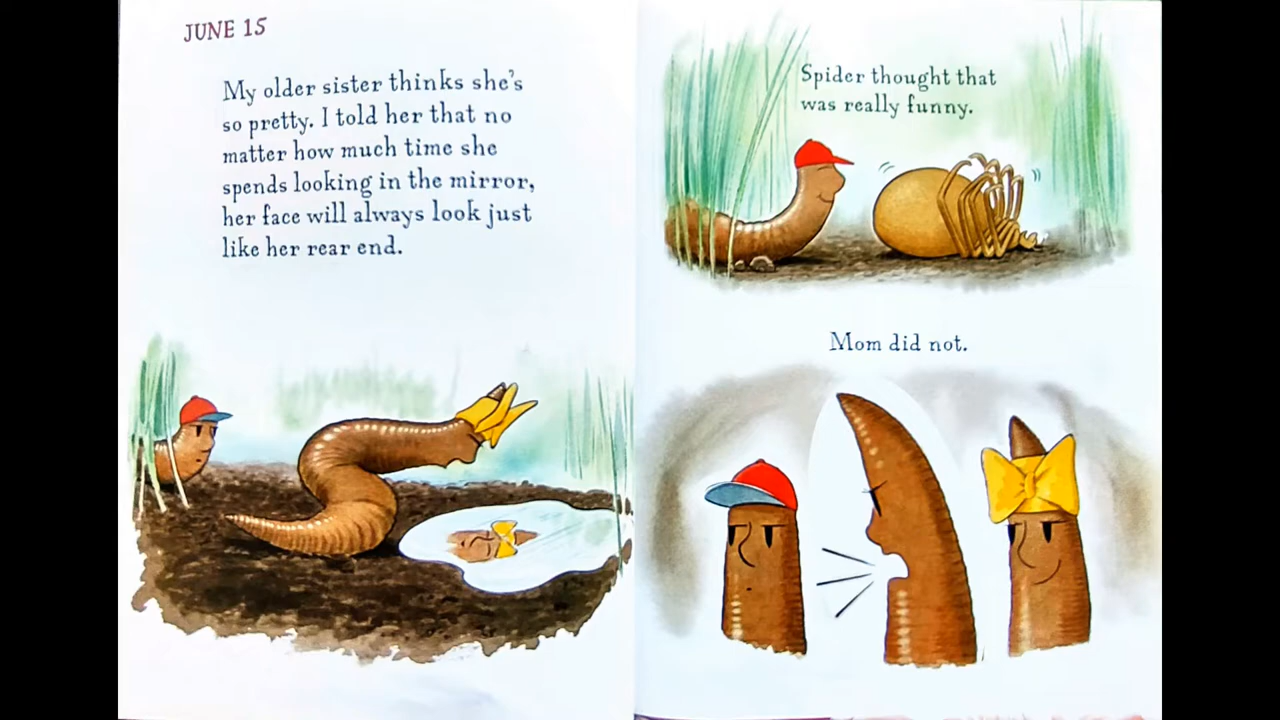 JUNE 15
My older sister thinks she's
so pretty. I told her that no
matter how much time she
spends looking in the mirror,
her face will always look just
like her rear end.
Spider thought that
was really funny.
Mom did not.